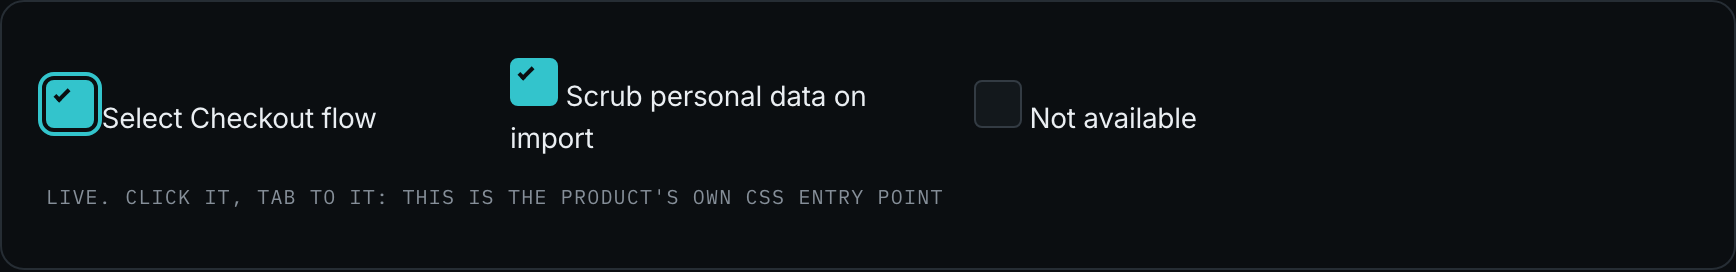 Select Checkout flow
Scrub personal data on
import
Not available
LIVE. CLICK IT, TAB TO IT: THIS IS THE PRODUCT'S OWN CSS ENTRY POINT